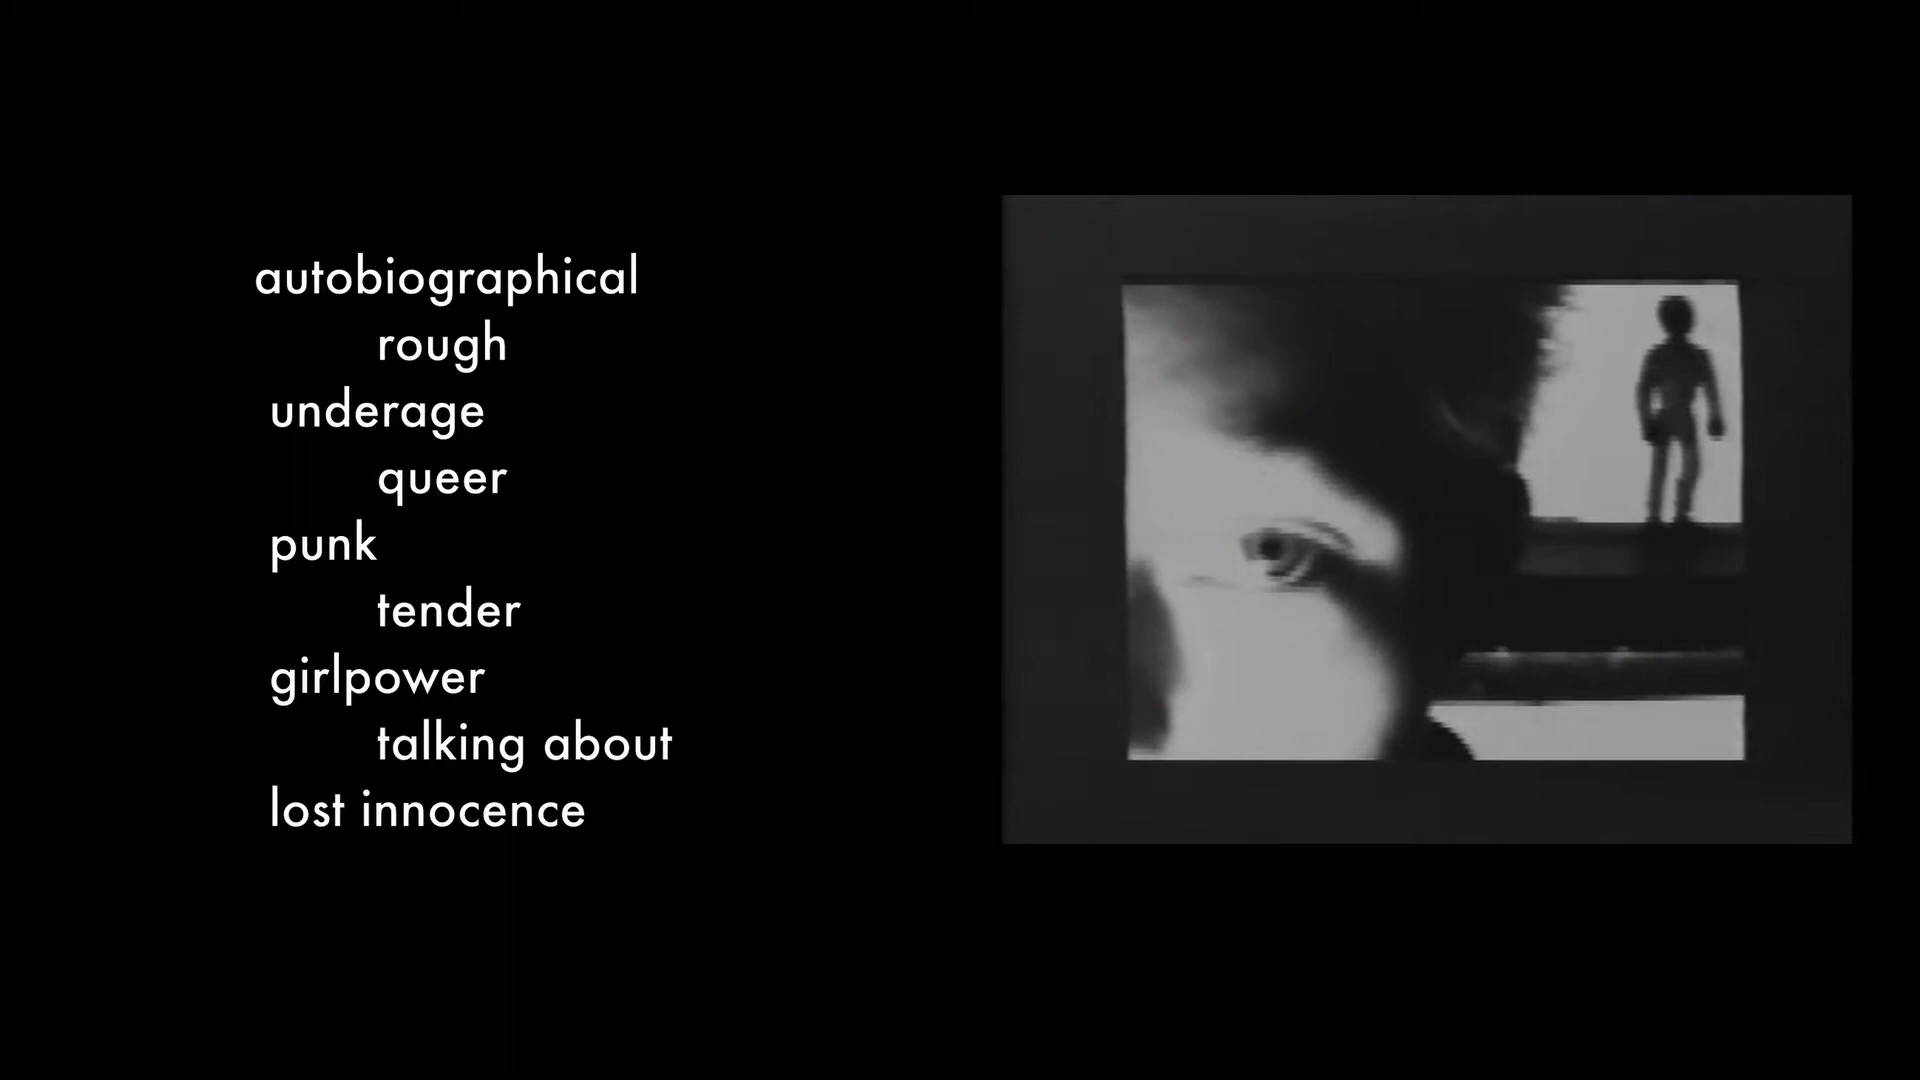 autobiographical
rough
underage
queer
punk
tender
girlpower
talking about
lost innocence